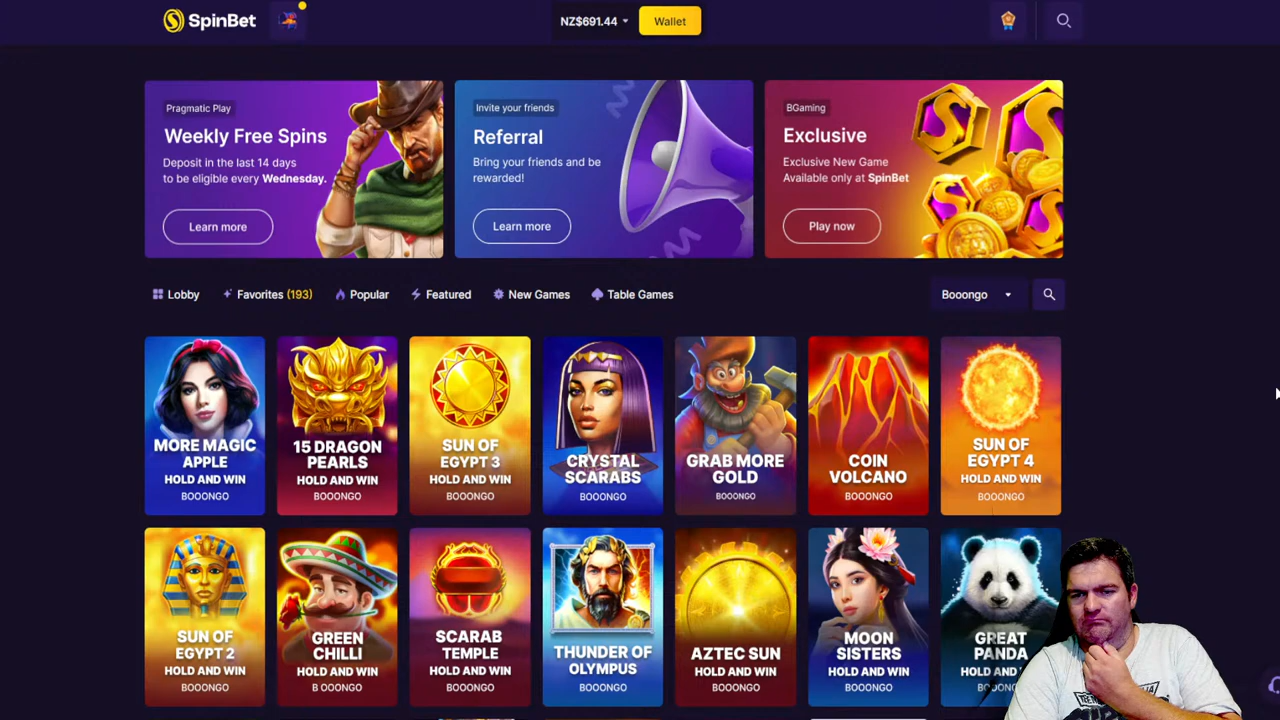 SpinBet
NZ$691.44
Wallet
Pragmatic Play
Weekly Free Spins
Deposit in the last 14 days
to be eligible every Wednesday.
Learn more
Invite your friends
Referral
Bring your friends and be
rewarded!
Learn more
BGaming
Exclusive
Exclusive New Game
Available only at SpinBet
Play now
Lobby
Favorites (193)
Popular
Featured
New Games
Table Games
Booongo
MORE MAGIC
APPLE
HOLD AND WIN
BOOONGO
15 DRAGON
PEARLS
HOLD AND WIN
BOOONGO
SUN OF
EGYPT 3
HOLD AND WIN
BOOONGO
CRYSTAL
SCARABS
BOOONGO
GRAB MORE
GOLD
BOOONGO
COIN
VOLCANO
BOOONGO
SUN OF
EGYPT 4
HOLD AND WIN
BOOONGO
SUN OF
EGYPT 2
HOLD AND WIN
BOOONGO
GREEN
CHILLI
HOLD AND WIN
B OOONGO
SCARAB
TEMPLE
HOLD AND WIN
BOOONGO
THUNDER OF
OLYMPUS
BOOONGO
AZTEC SUN
HOLD AND WIN
BOOONGO
MOON
SISTERS
HOLD AND WIN
BOOONGO
GREAT
PANDA
HOLD AND